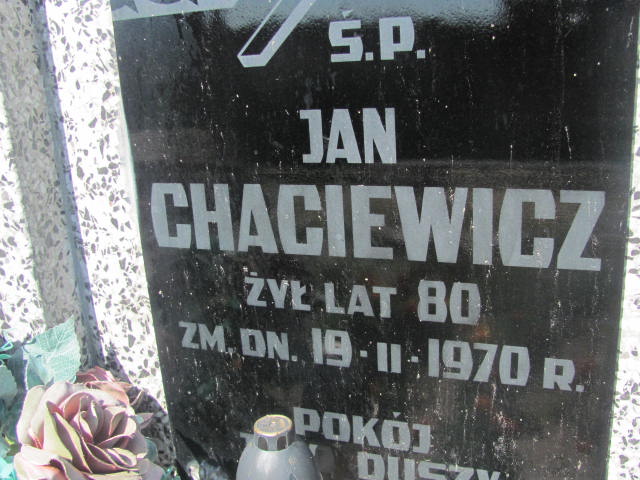 Ś.P.
JAN
CHACIEWICZ
ŻYŁ LAT 80
ZM. DN. 19-II-1970 R.
POKÓJ
DUSZY